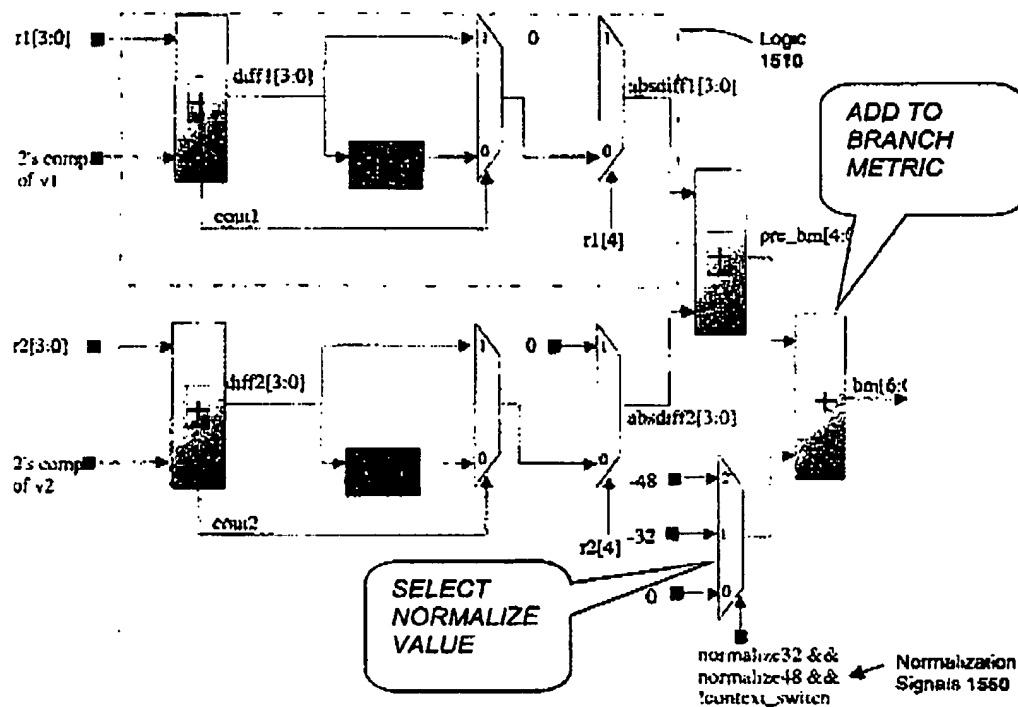 r1[3:0]
1
0
1
Logic
1510
diff1[3:0]
absdiff1[3:0]
ADD TO
BRANCH
METRIC
2's comp
of v1
0
0
cout1
r1[4]
pre_bm[4:0
r2[3:0]
1
0
1
diff2[3:0]
absdiff2[3:0]
bm[6:0
2's comp
of v2
0
0
-48
2
cout2
r2[4]
-32
1
SELECT
NORMALIZE
VALUE
0
0
normalize32 &&
normalize48 &&
!context_switch
Normalization
Signals 1550